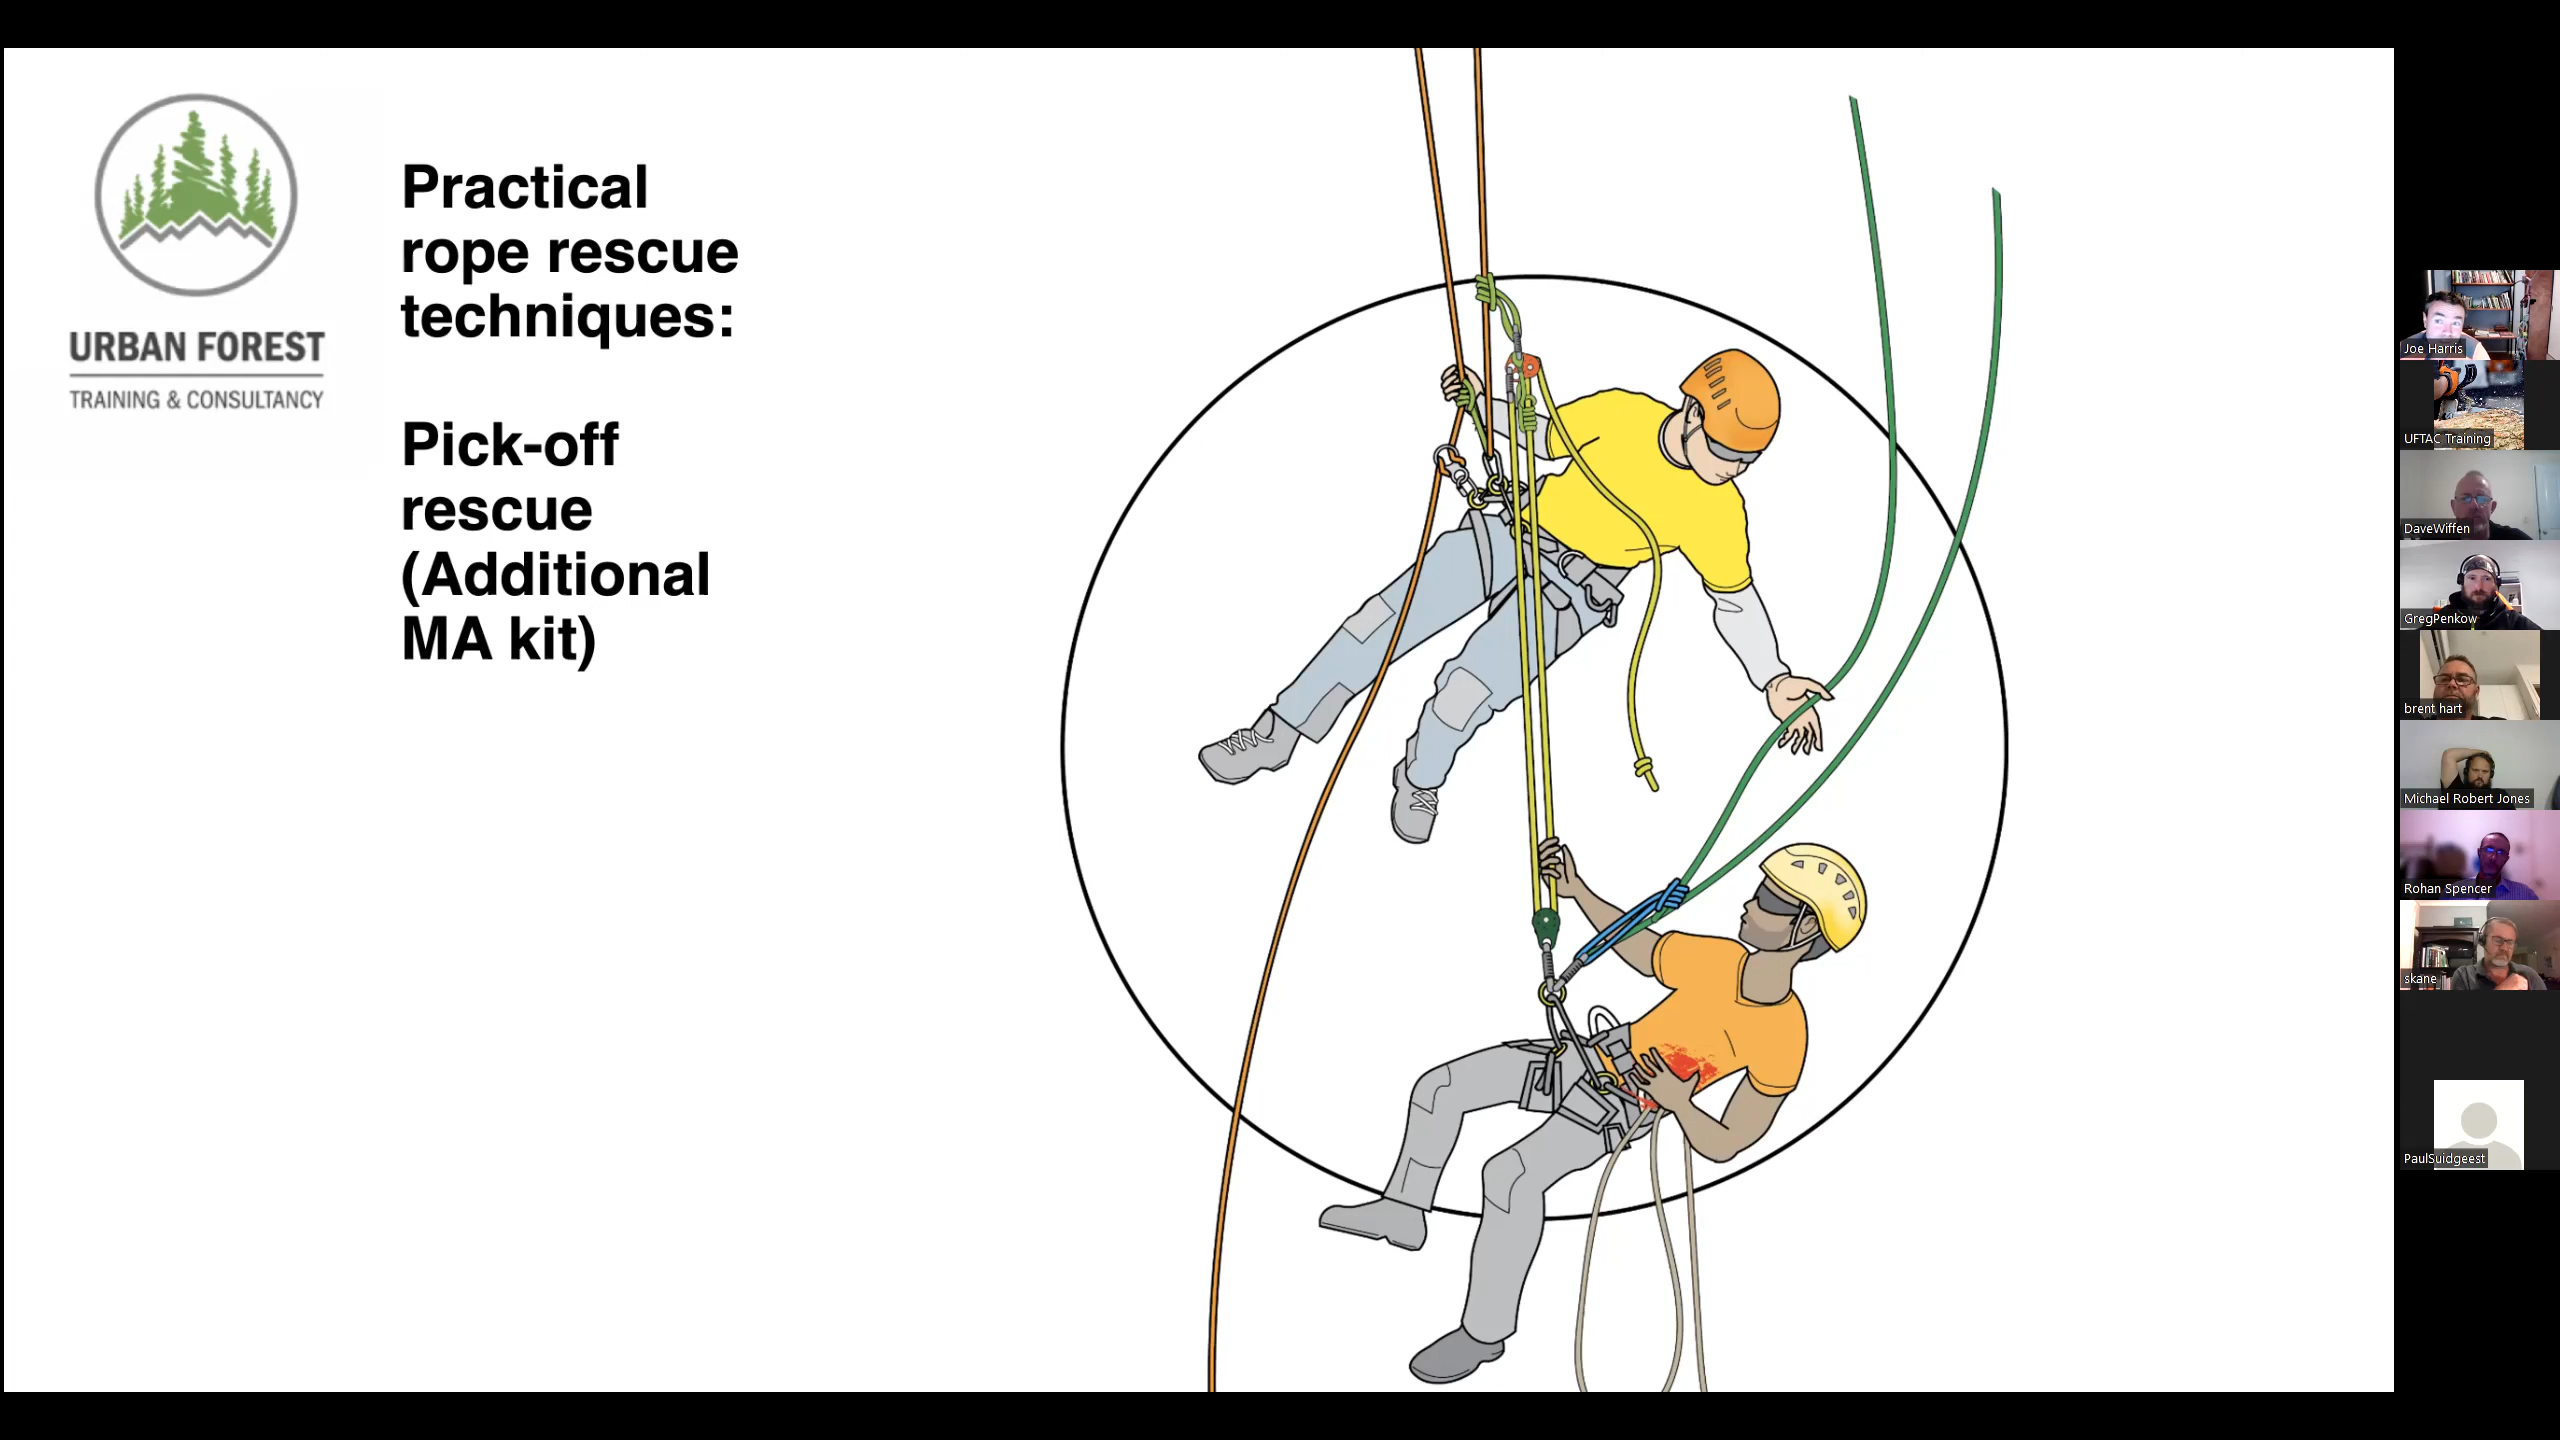 URBAN FOREST
TRAINING & CONSULTANCY
Practical
rope rescue
techniques:
Pick-off
rescue
(Additional
MA kit)
Joe Harris
UFTAC Training
DaveWiffen
GregPenkow
brent hart
Michael Robert Jones
Rohan Spencer
skane
PaulSuidgeest